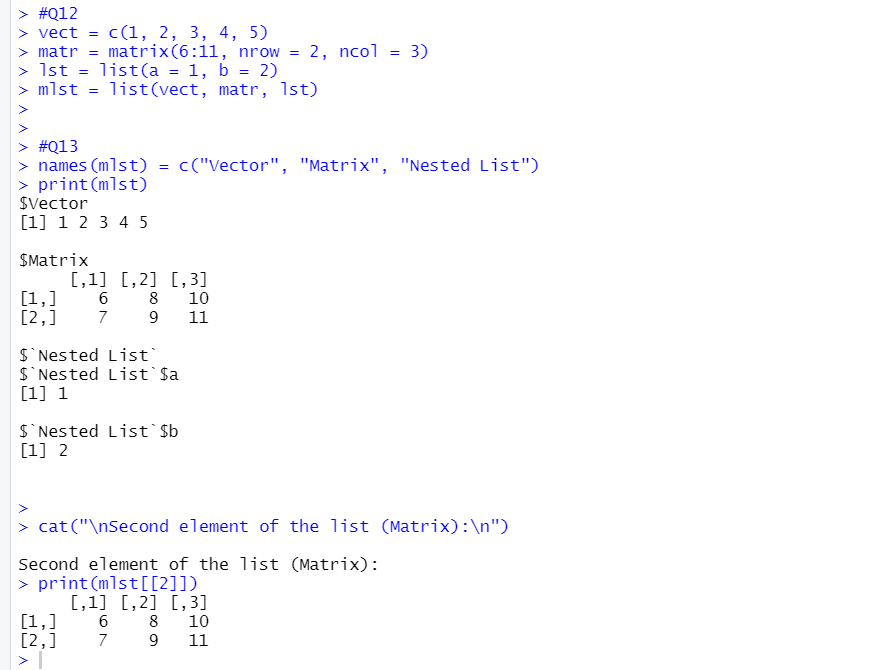 > #Q12
> vect = c(1, 2, 3, 4, 5)
> matr = matrix(6:11, nrow = 2, ncol = 3)
> lst = list(a = 1, b = 2)
> mlst = list(vect, matr, lst)
>
>
> #Q13
> names(mlst) = c("Vector", "Matrix", "Nested List")
> print(mlst)
$Vector
[1] 1 2 3 4 5

$Matrix
     [,1] [,2] [,3]
[1,]    6    8   10
[2,]    7    9   11

$`Nested List`
$`Nested List`$a
[1] 1

$`Nested List`$b
[1] 2


>
> cat("\nSecond element of the list (Matrix):\n")

Second element of the list (Matrix):
> print(mlst[[2]])
     [,1] [,2] [,3]
[1,]    6    8   10
[2,]    7    9   11
>